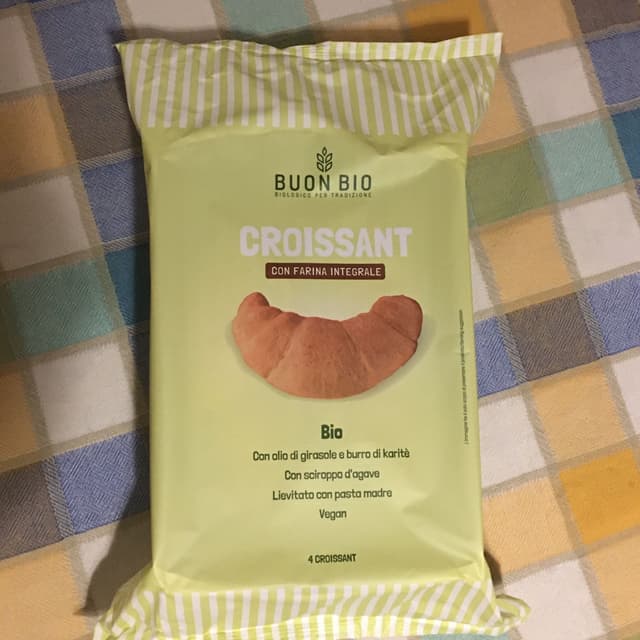 BUON BIO
BIOLOGICO PER TRADIZIONE
CROISSANT
CON FARINA INTEGRALE
Bio
Con olio di girasole e burro di karitè
Con sciroppo d'agave
Lievitato con pasta madre
Vegan
4 CROISSANT